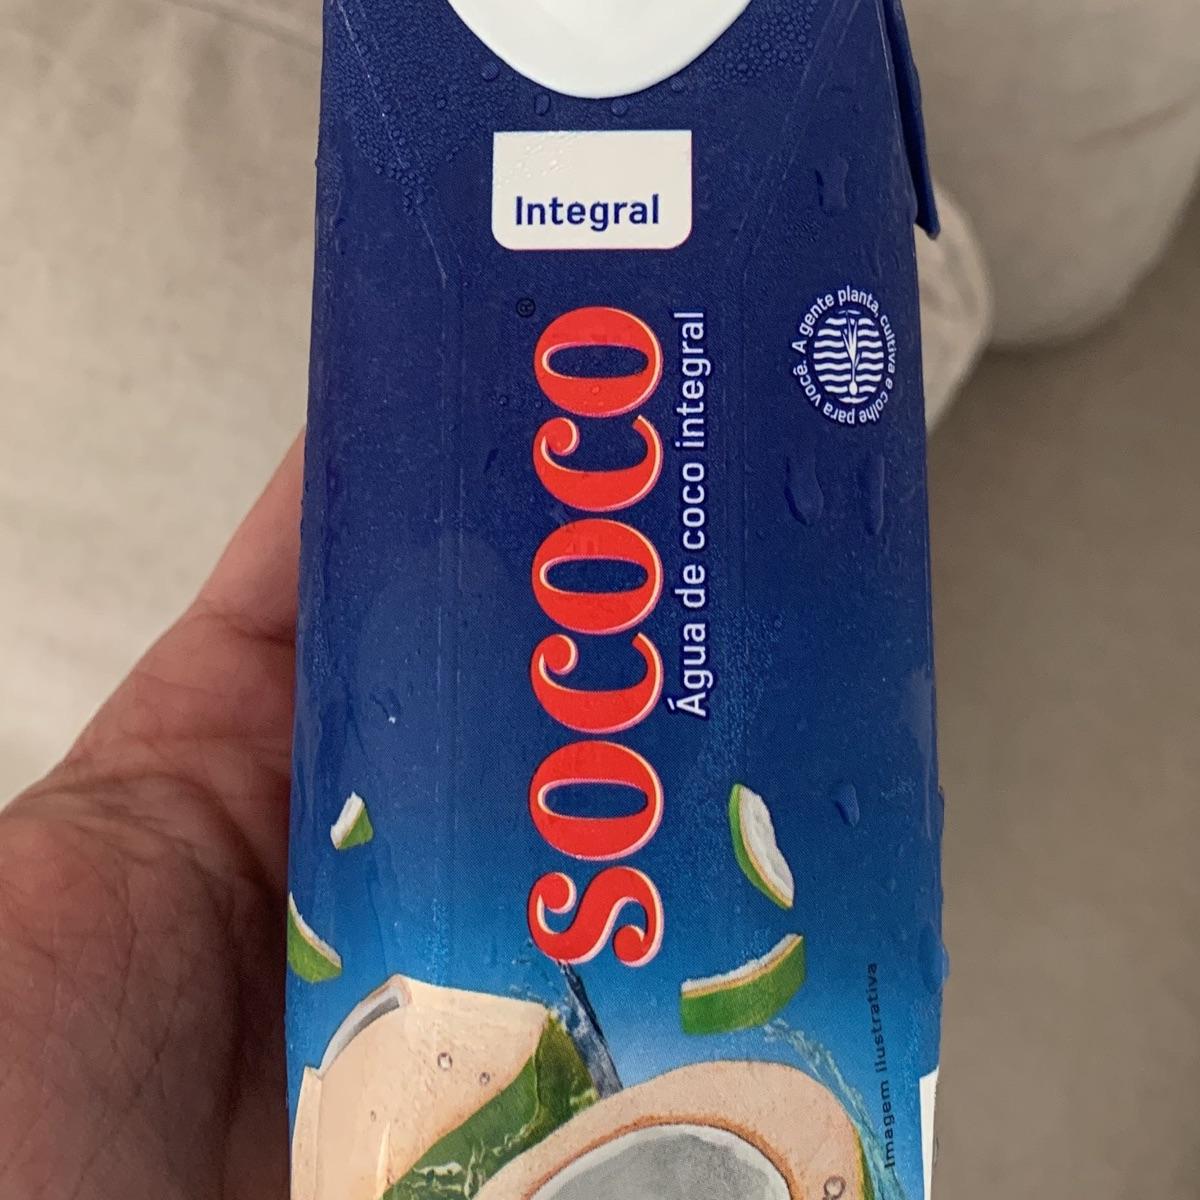 Integral
SOCOCO®
Água de coco integral
A gente planta, cultiva e colhe para você.
Imagem ilustrativa